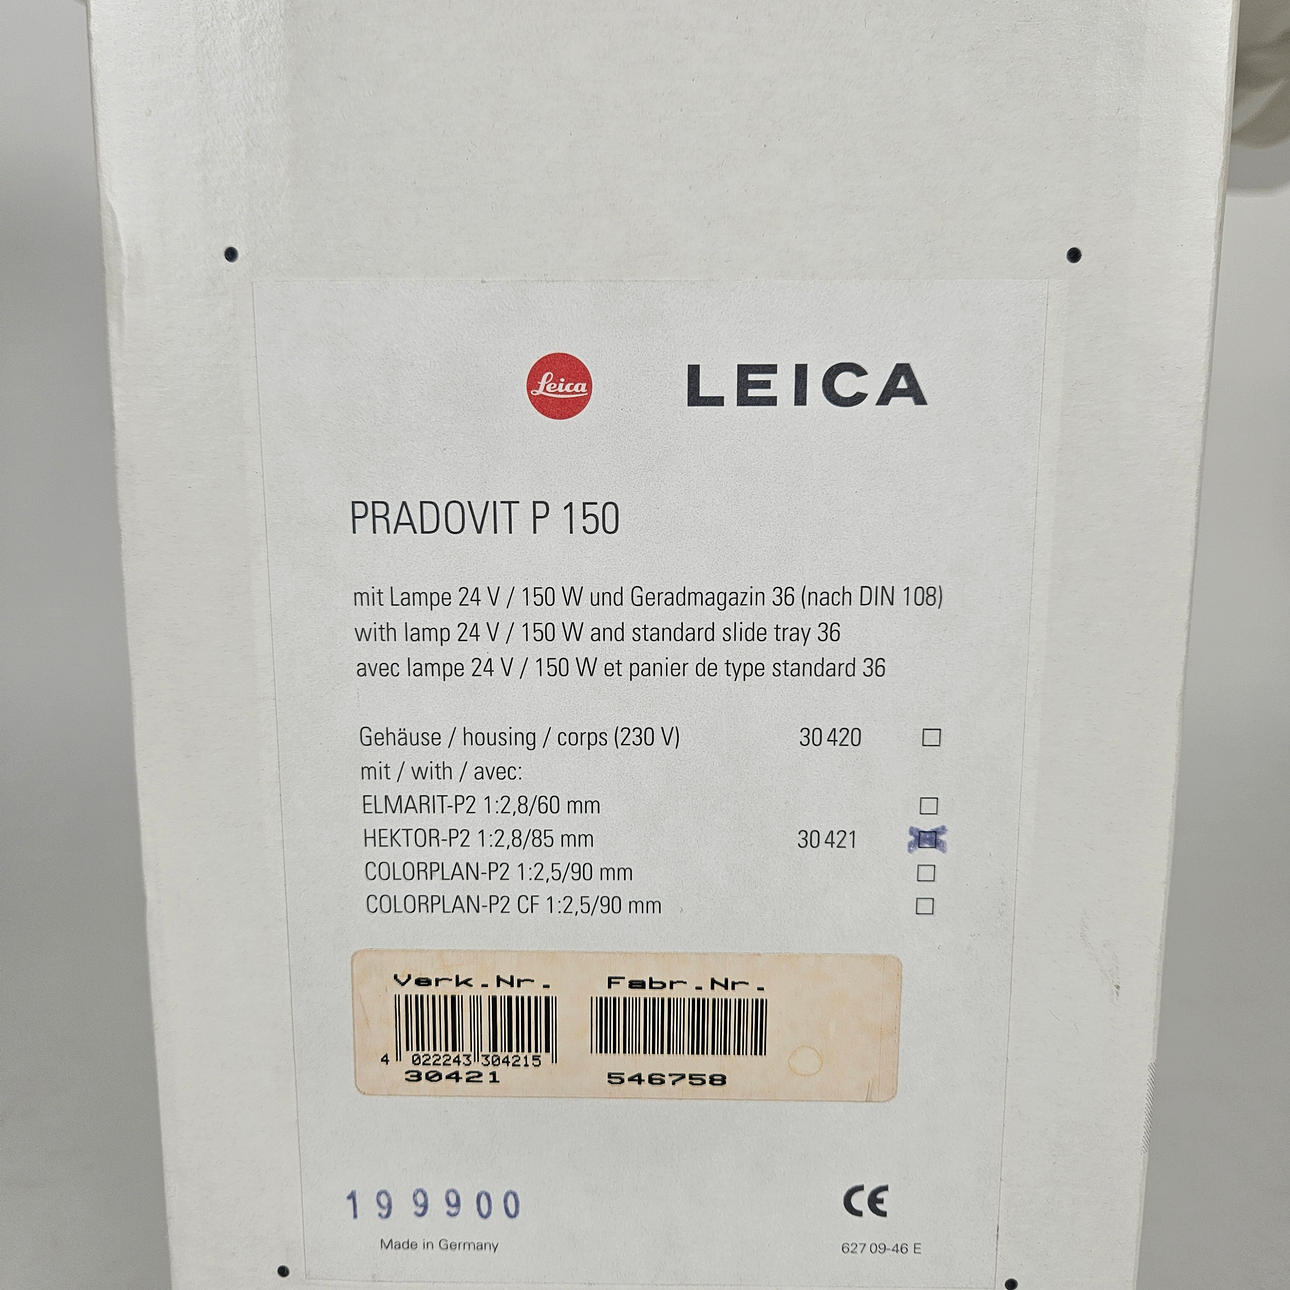 Leica
LEICA
PRADOVIT P 150
mit Lampe 24 V / 150 W und Geradmagazin 36 (nach DIN 108)
with lamp 24 V / 150 W and standard slide tray 36
avec lampe 24 V / 150 W et panier de type standard 36
Gehäuse / housing / corps (230 V) 30 420
mit / with / avec:
ELMARIT-P2 1:2,8/60 mm
HEKTOR-P2 1:2,8/85 mm 30 421
COLORPLAN-P2 1:2,5/90 mm
COLORPLAN-P2 CF 1:2,5/90 mm
Verk.Nr. Fabr.Nr.
4 022243 304215
30421 546758
199900
CE
Made in Germany 627 09-46 E